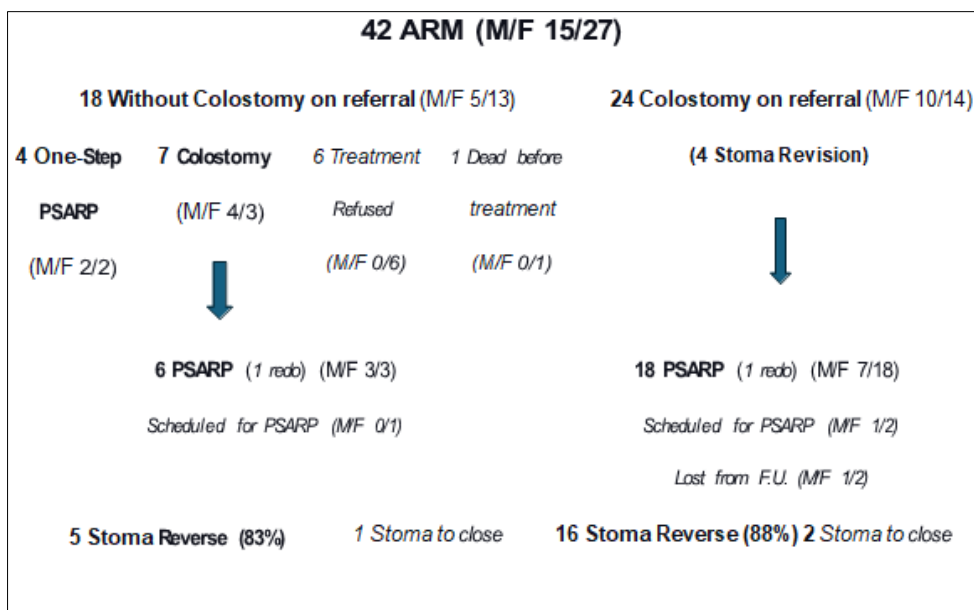 42 ARM (M/F 15/27)
18 Without Colostomy on referral (M/F 5/13)
24 Colostomy on referral (M/F 10/14)
4 One-Step
PSARP
(M/F 2/2)
7 Colostomy
(M/F 4/3)
6 Treatment
Refused
(M/F 0/6)
1 Dead before
treatment
(M/F 0/1)
(4 Stoma Revision)
6 PSARP (1 redo) (M/F 3/3)
Scheduled for PSARP (M/F 0/1)
18 PSARP (1 redo) (M/F 7/18)
Scheduled for PSARP (M/F 1/2)
Lost from F.U. (M/F 1/2)
5 Stoma Reverse (83%)
1 Stoma to close
16 Stoma Reverse (88%) 2 Stoma to close